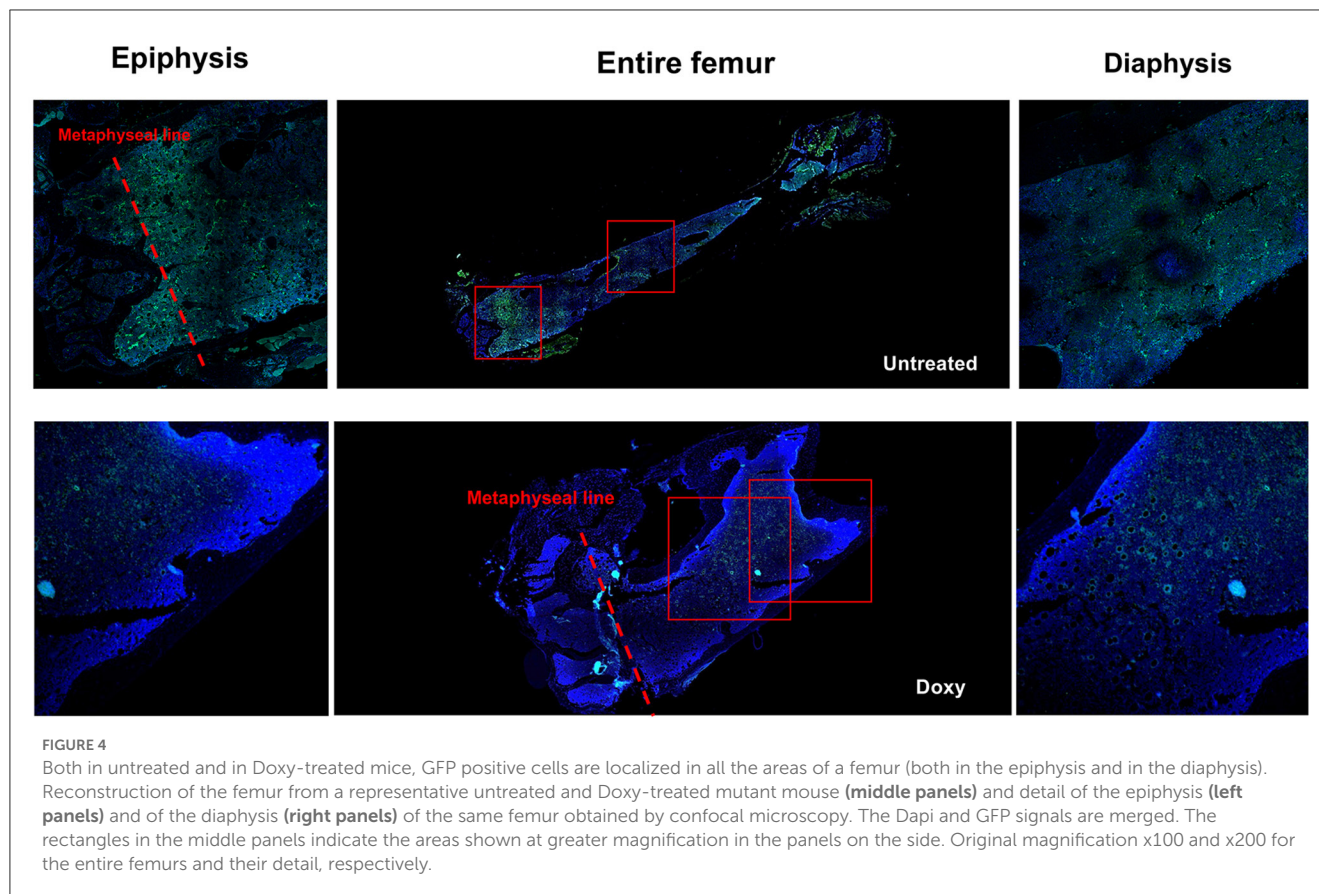 Epiphysis
Entire femur
Diaphysis
Metaphyseal line
Untreated
Metaphyseal line
Doxy
FIGURE 4
Both in untreated and in Doxy-treated mice, GFP positive cells are localized in all the areas of a femur (both in the epiphysis and in the diaphysis).
Reconstruction of the femur from a representative untreated and Doxy-treated mutant mouse (middle panels) and detail of the epiphysis (left
panels) and of the diaphysis (right panels) of the same femur obtained by confocal microscopy. The Dapi and GFP signals are merged. The
rectangles in the middle panels indicate the areas shown at greater magnification in the panels on the side. Original magnification x100 and x200 for
the entire femurs and their detail, respectively.